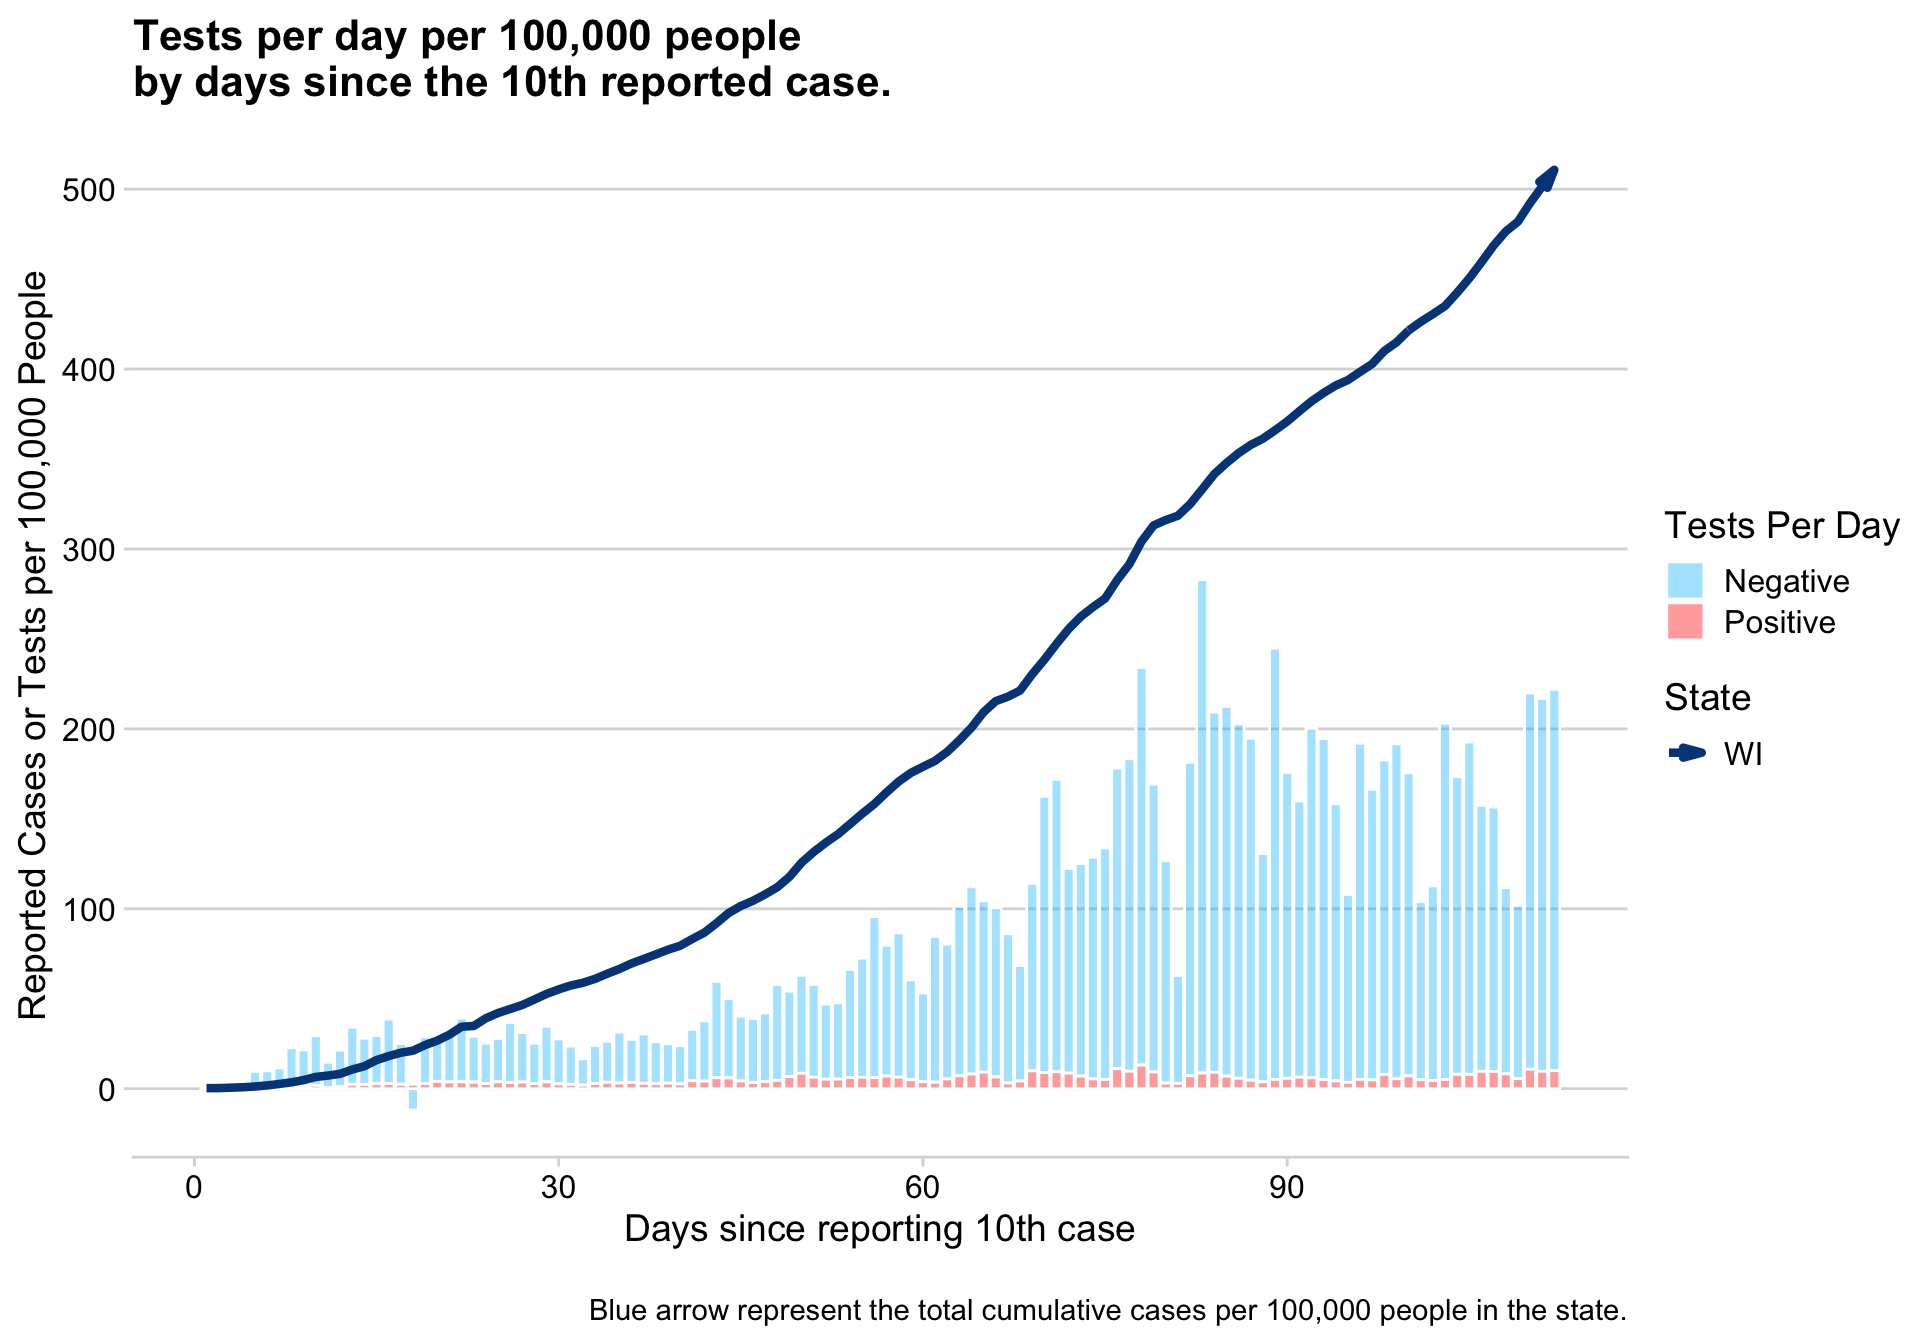 Tests per day per 100,000 people
by days since the 10th reported case.
Reported Cases or Tests per 100,000 People
500
400
300
200
100
0
0
30
60
90
Days since reporting 10th case
Tests Per Day
Negative
Positive
State
WI
Blue arrow represent the total cumulative cases per 100,000 people in the state.